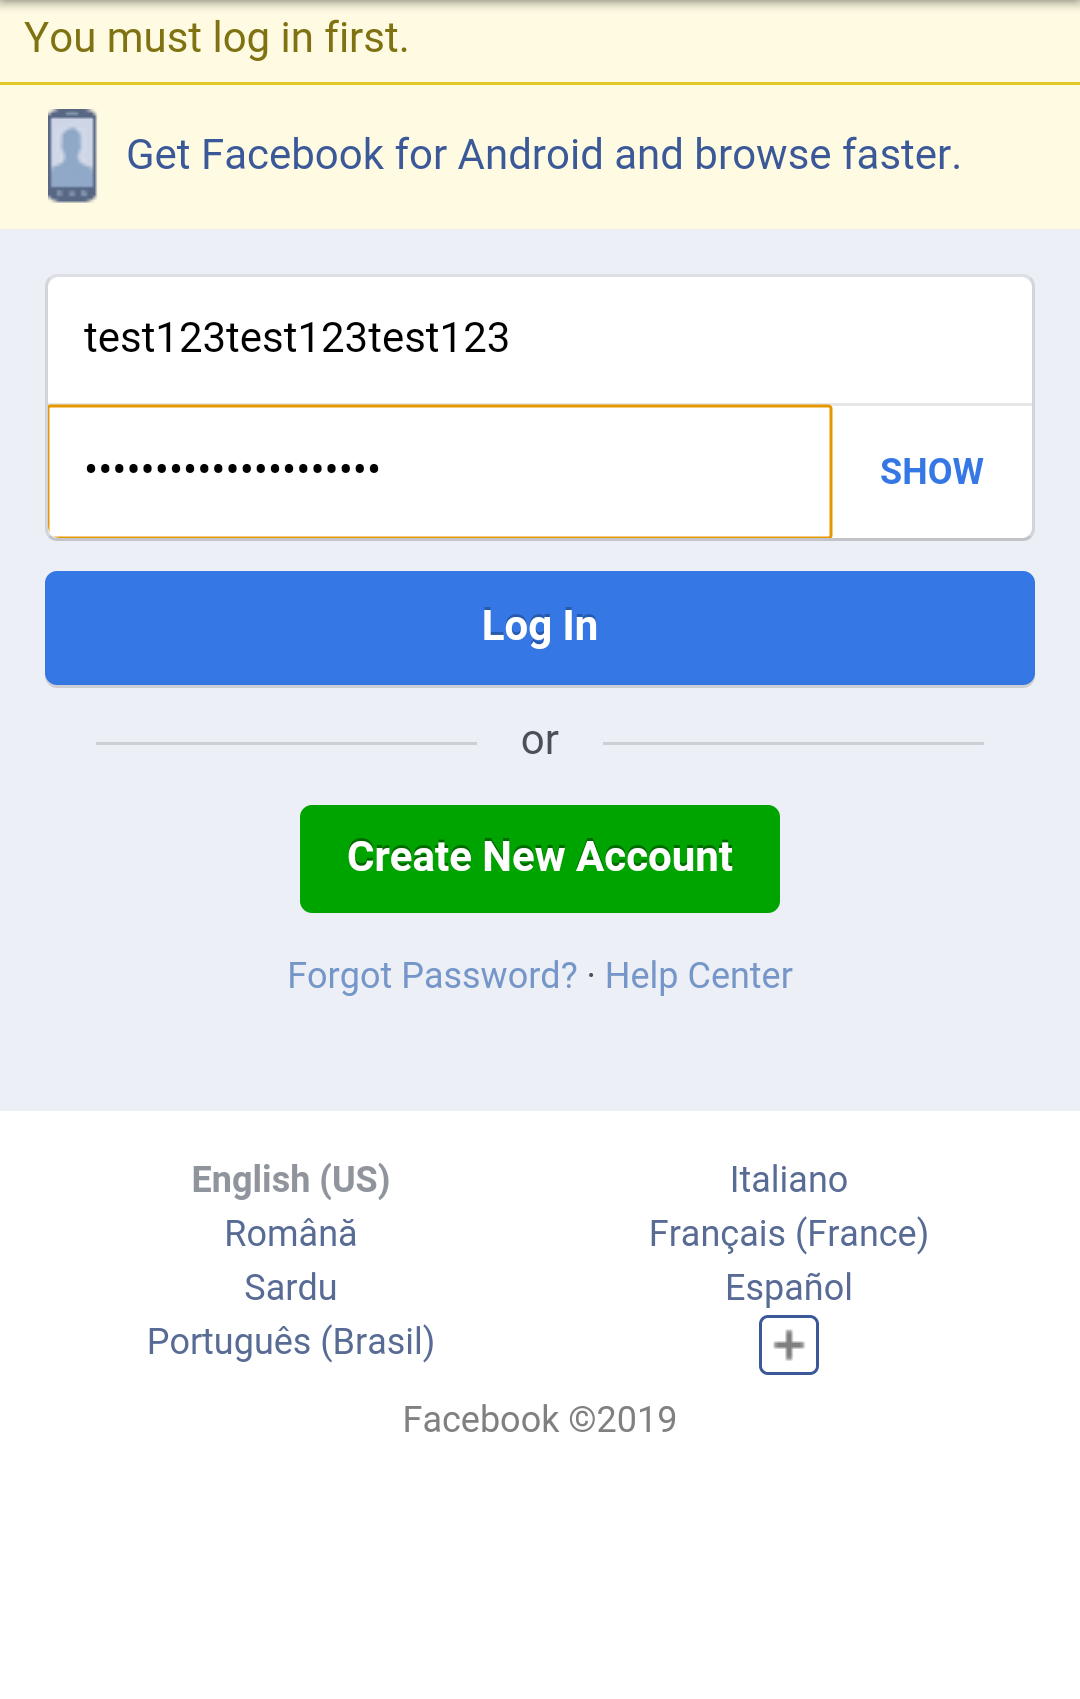 You must log in first.
Get Facebook for Android and browse faster.
test123test123test123
•••••••••••••••••••••
SHOW
Log In
or
Create New Account
Forgot Password? · Help Center
English (US)
Italiano
Română
Français (France)
Sardu
Español
Português (Brasil)
Facebook ©2019